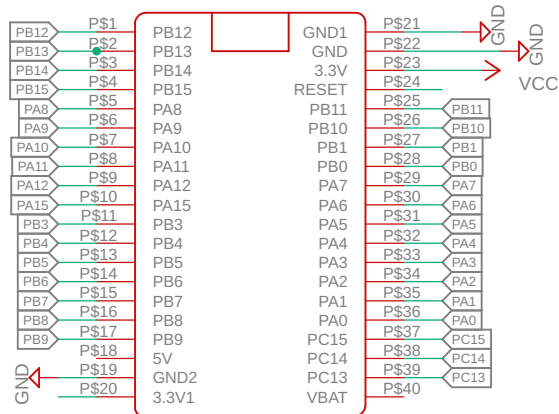 PB12 P$1 PB12 GND1 P$21 GND
PB13 P$2 PB13 GND P$22 GND
PB14 P$3 PB14 3.3V P$23 VCC
PB15 P$4 PB15 RESET P$24
PA8 P$5 PA8 PB11 P$25 PB11
PA9 P$6 PA9 PB10 P$26 PB10
PA10 P$7 PA10 PB1 P$27 PB1
PA11 P$8 PA11 PB0 P$28 PB0
PA12 P$9 PA12 PA7 P$29 PA7
PA15 P$10 PA15 PA6 P$30 PA6
PB3 P$11 PB3 PA5 P$31 PA5
PB4 P$12 PB4 PA4 P$32 PA4
PB5 P$13 PB5 PA3 P$33 PA3
PB6 P$14 PB6 PA2 P$34 PA2
PB7 P$15 PB7 PA1 P$35 PA1
PB8 P$16 PB8 PA0 P$36 PA0
PB9 P$17 PB9 PC15 P$37 PC15
P$18 5V PC14 P$38 PC14
GND P$19 GND2 PC13 P$39 PC13
P$20 3.3V1 VBAT P$40